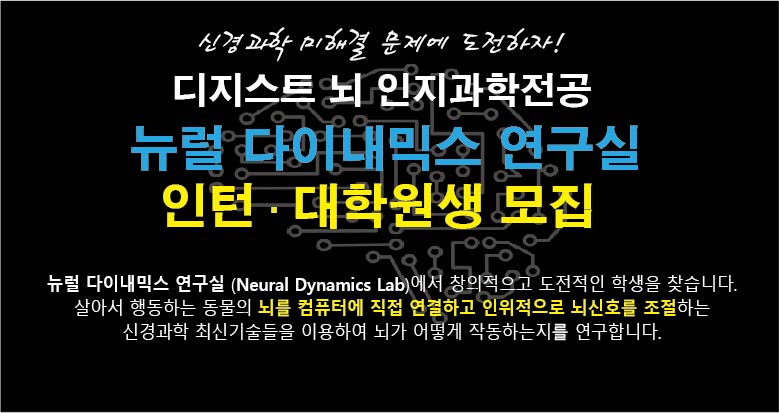 신경과학 미해결 문제에 도전하자!
디지스트 뇌 인지과학전공
뉴럴 다이내믹스 연구실
인턴 · 대학원생 모집
뉴럴 다이내믹스 연구실 (Neural Dynamics Lab)에서 창의적으고 도전적인 학생을 찾습니다.
살아서 행동하는 동물의 뇌를 컴퓨터에 직접 연결하고 인위적으로 뇌신호를 조절하는
신경과학 최신기술들을 이용하여 뇌가 어떻게 작동하는지를 연구합니다.